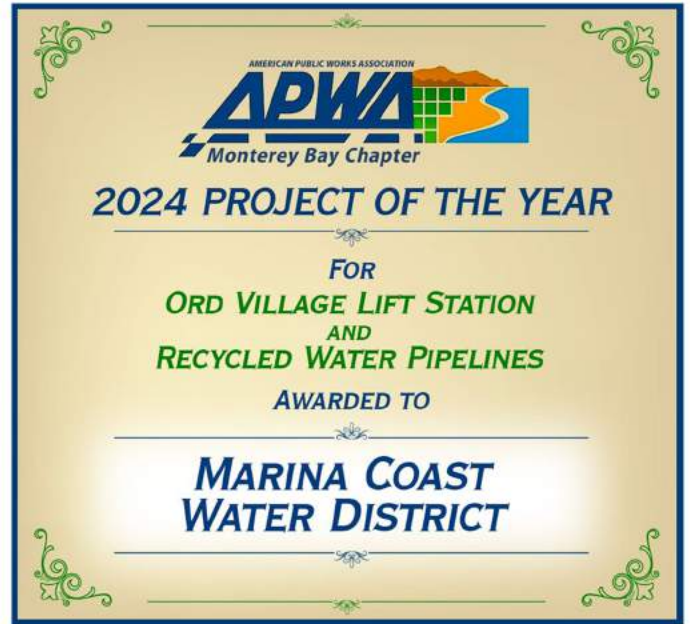 AMERICAN PUBLIC WORKS ASSOCIATION
APWA
Monterey Bay Chapter
2024 PROJECT OF THE YEAR
FOR
ORD VILLAGE LIFT STATION
AND
RECYCLED WATER PIPELINES
AWARDED TO
MARINA COAST
WATER DISTRICT